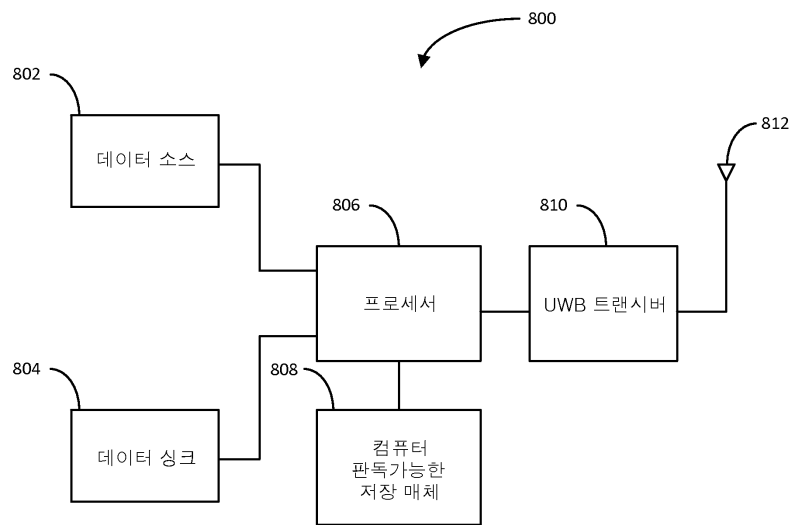 800
802
812
데이터 소스
806
810
프로세서
UWB 트랜시버
804
808
데이터 싱크
컴퓨터
판독가능한
저장 매체